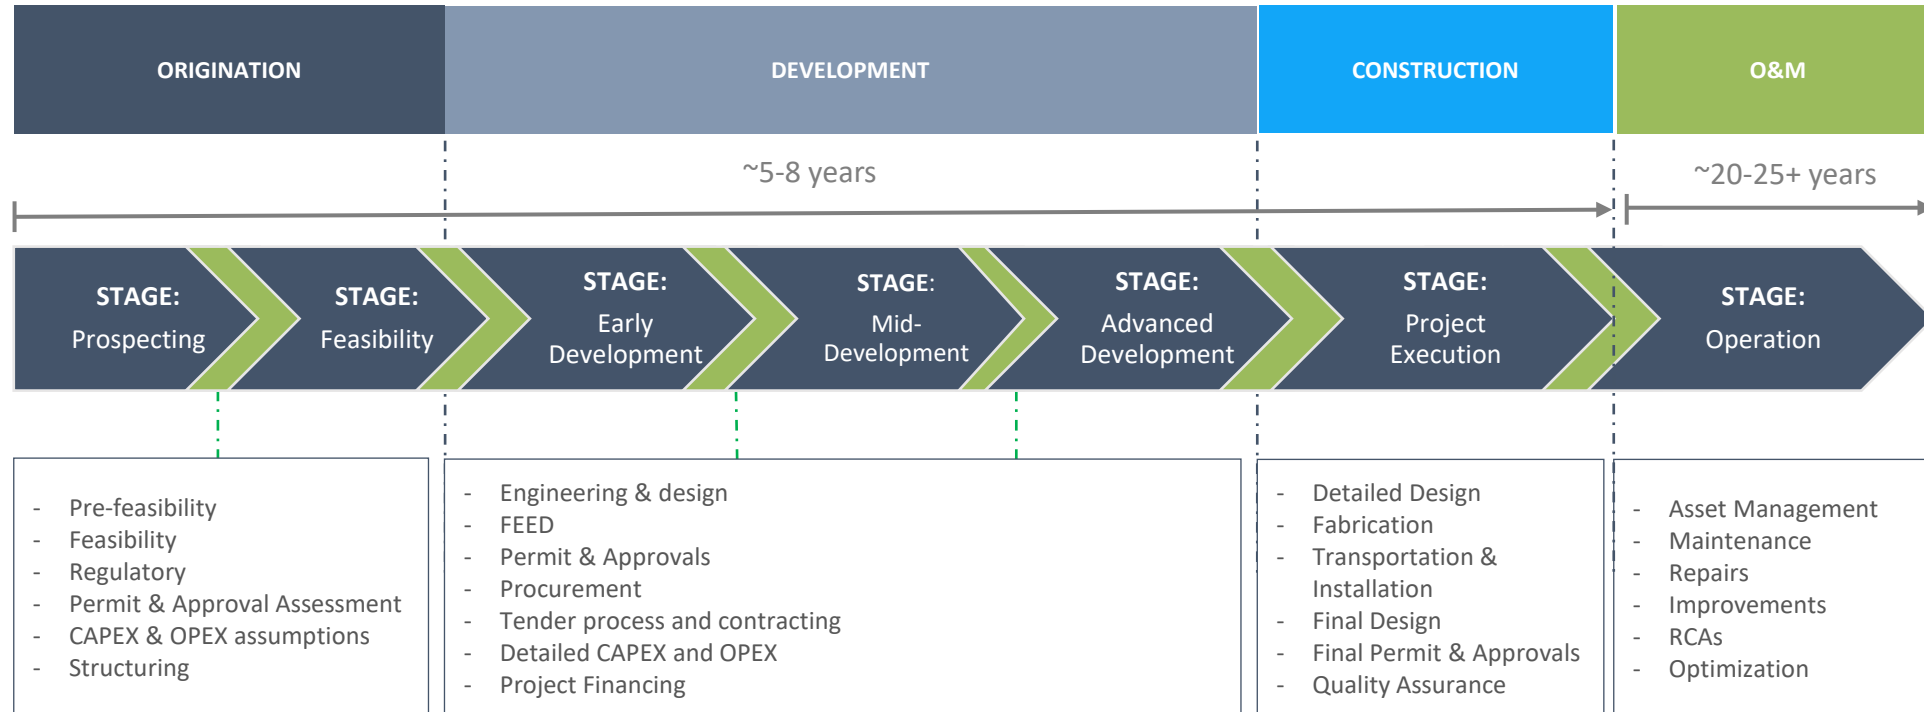 ORIGINATION
DEVELOPMENT
CONSTRUCTION
O&M
~5-8 years
~20-25+ years
STAGE:
Prospecting
STAGE:
Feasibility
STAGE:
Early
Development
STAGE:
Mid-
Development
STAGE:
Advanced
Development
STAGE:
Project
Execution
STAGE:
Operation
- Pre-feasibility
- Feasibility
- Regulatory
- Permit & Approval Assessment
- CAPEX & OPEX assumptions
- Structuring
- Engineering & design
- FEED
- Permit & Approvals
- Procurement
- Tender process and contracting
- Detailed CAPEX and OPEX
- Project Financing
- Detailed Design
- Fabrication
- Transportation &
Installation
- Final Design
- Final Permit & Approvals
- Quality Assurance
- Asset Management
- Maintenance
- Repairs
- Improvements
- RCAs
- Optimization